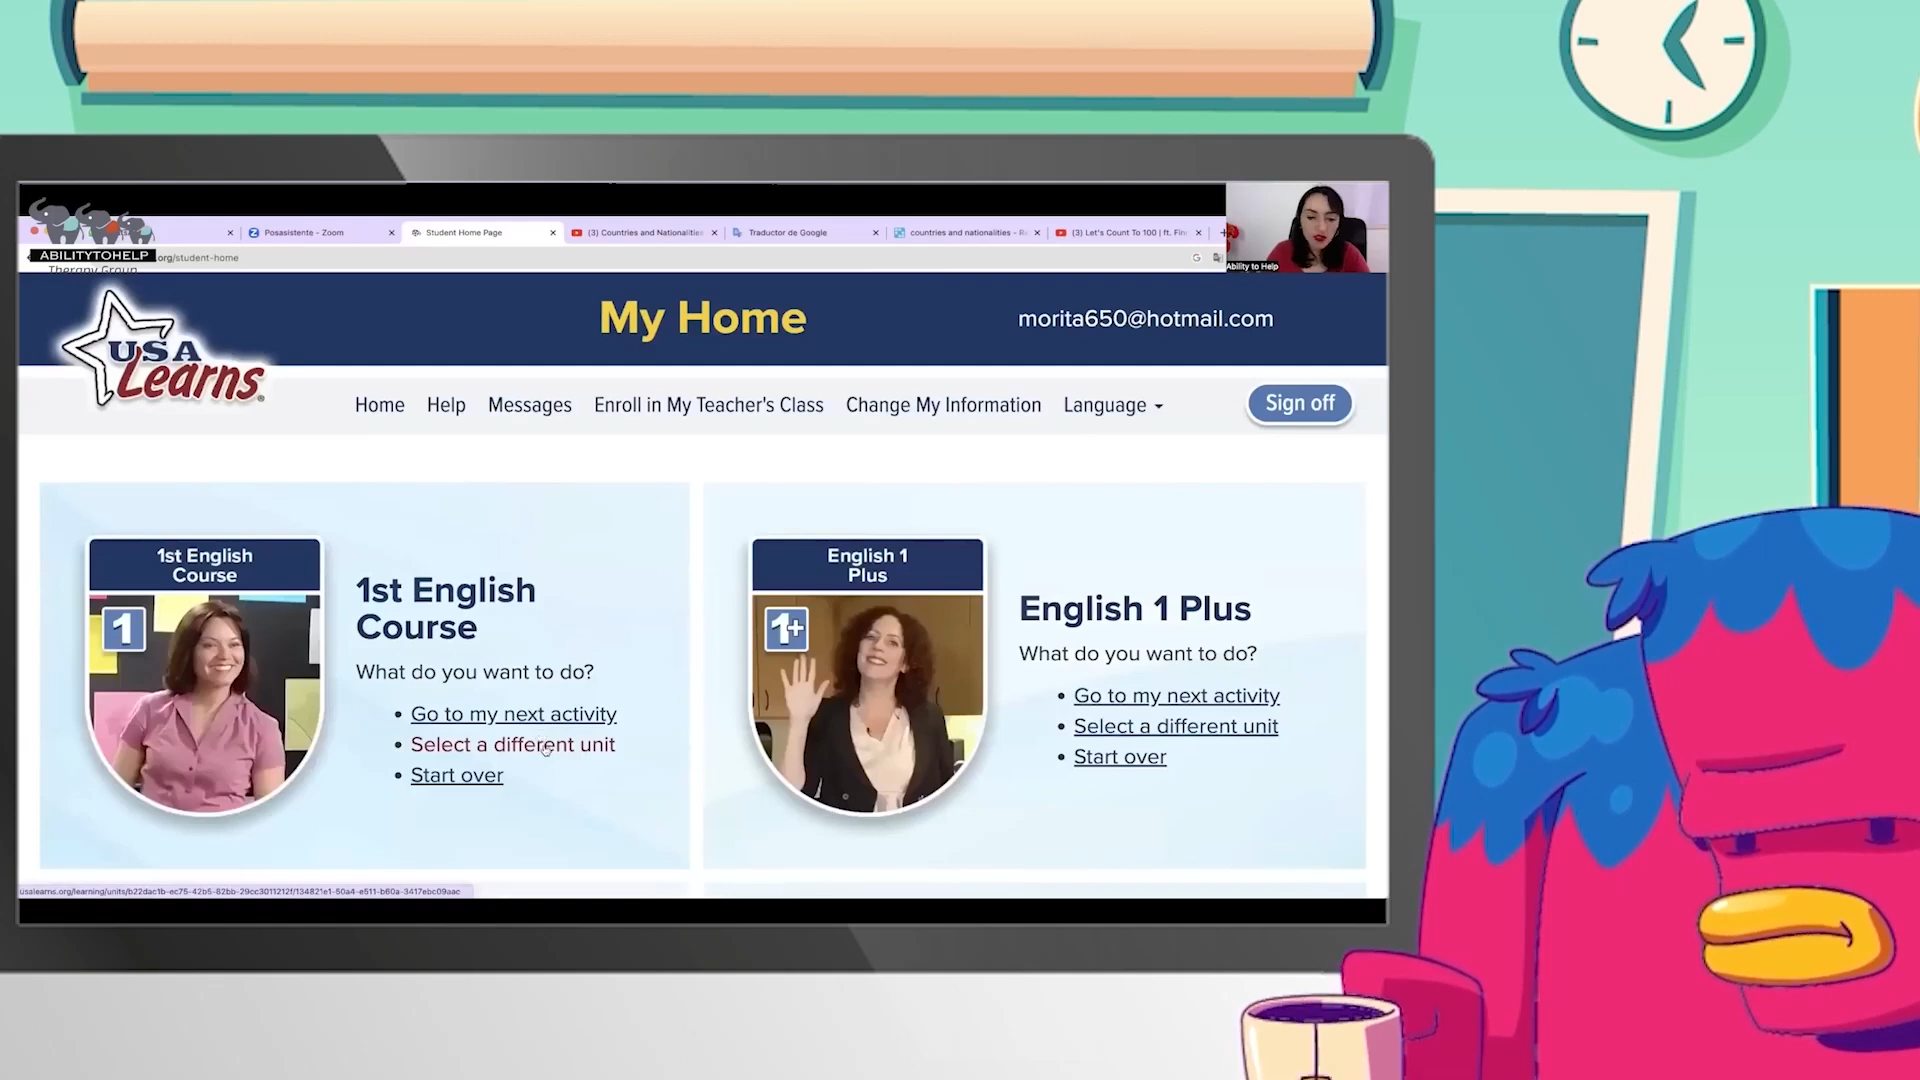 Posasistente - Zoom
Student Home Page
(3) Countries and Nationalities
Traductor de Google
countries and nationalities - R
(3) Let's Count To 100 | ft. Fin
ABILITYTOHELP
Therapy Group
org/student-home
Ability to Help
USA
Learns
My Home
morita650@hotmail.com
Home Help Messages Enroll in My Teacher's Class Change My Information Language
Sign off
1st English
Course
1
1st English
Course
What do you want to do?
• Go to my next activity
• Select a different unit
• Start over
English 1
Plus
1+
English 1 Plus
What do you want to do?
• Go to my next activity
• Select a different unit
• Start over